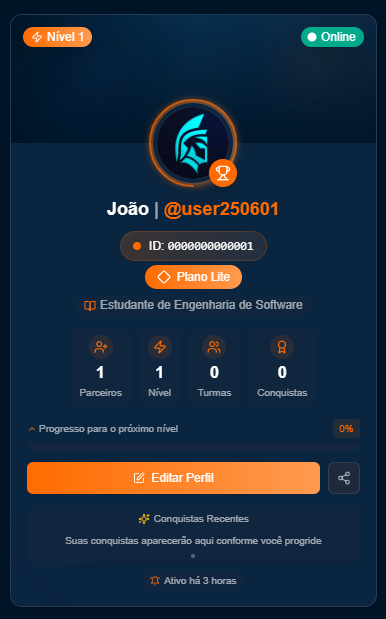 Nível 1
Online
João | @user250601
ID: 0000000000001
Plano Lite
Estudante de Engenharia de Software
1 1 0 0
Parceiros Nível Turmas Conquistas
Progresso para o próximo nível 0%
Editar Perfil
Conquistas Recentes
Suas conquistas aparecerão aqui conforme você progride
Ativo há 3 horas